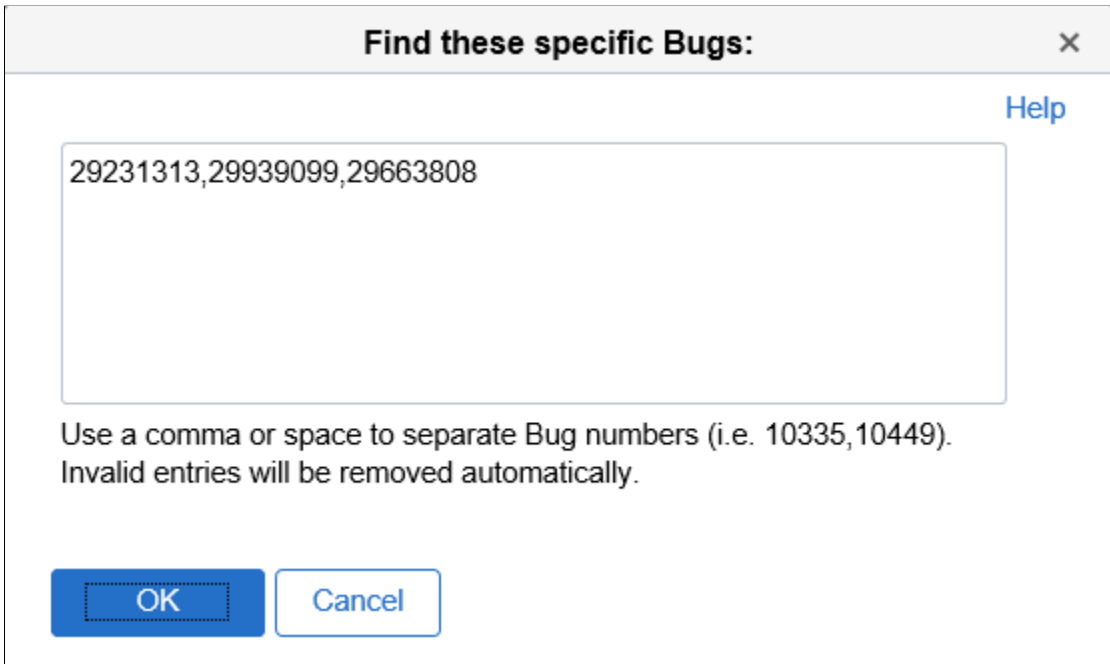 Find these specific Bugs:
×
Help
29231313,29939099,29663808
Use a comma or space to separate Bug numbers (i.e. 10335,10449).
Invalid entries will be removed automatically.
OK
Cancel